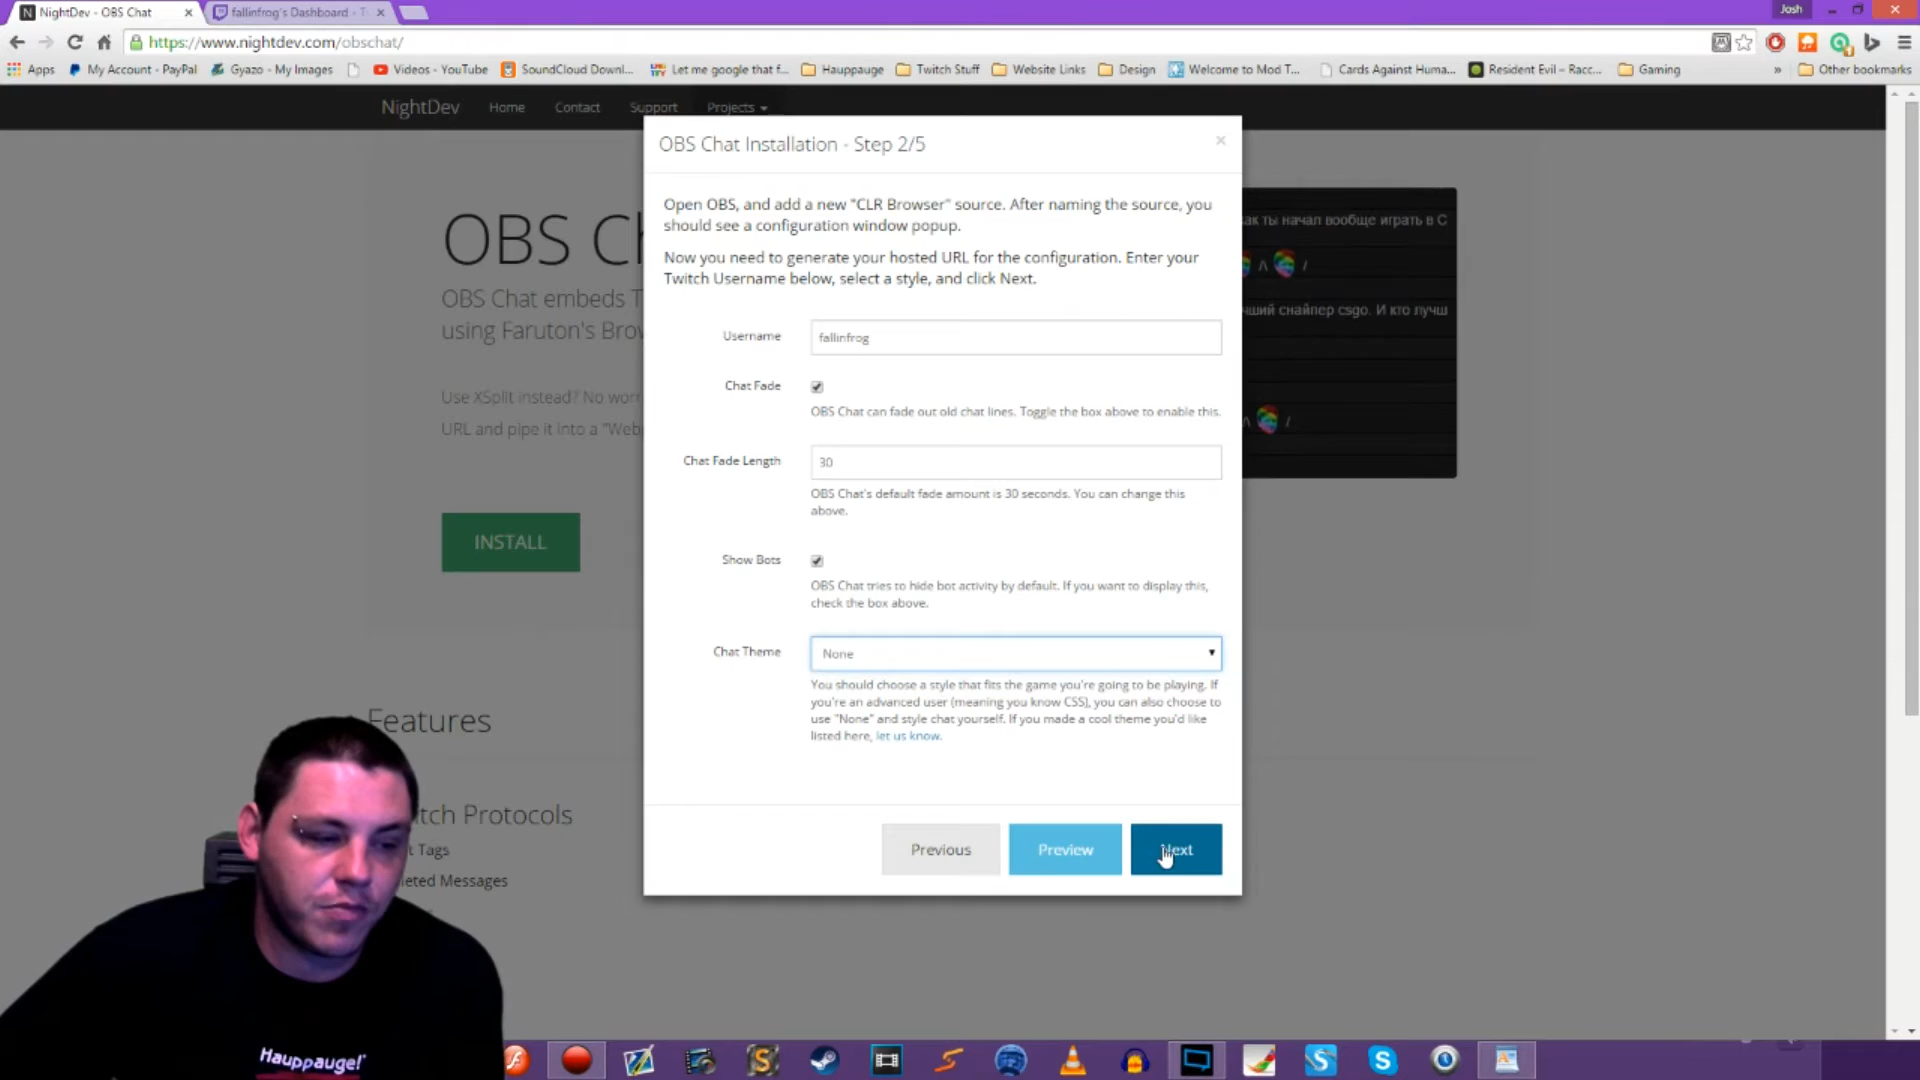 NightDev - OBS Chat
fallinfrog's Dashboard - T
Josh
https://www.nightdev.com/obschat/
Apps
My Account - PayPal
Gyazo - My Images
Videos - YouTube
SoundCloud Downl...
Let me google that f...
Hauppauge
Twitch Stuff
Website Links
Design
Welcome to Mod T...
Cards Against Huma...
Resident Evil – Racc...
Gaming
»
Other bookmarks
NightDev
Home
Contact
Support
Projects
OBS Chat Installation - Step 2/5
×
Open OBS, and add a new "CLR Browser" source. After naming the source, you
should see a configuration window popup.
Now you need to generate your hosted URL for the configuration. Enter your
Twitch Username below, select a style, and click Next.
Username
fallinfrog
Chat Fade
OBS Chat can fade out old chat lines. Toggle the box above to enable this.
Chat Fade Length
30
OBS Chat's default fade amount is 30 seconds. You can change this
above.
Show Bots
OBS Chat tries to hide bot activity by default. If you want to display this,
check the box above.
Chat Theme
None
You should choose a style that fits the game you're going to be playing. If
you're an advanced user (meaning you know CSS), you can also choose to
use "None" and style chat yourself. If you made a cool theme you'd like
listed here, let us know.
Previous
Preview
Next
OBS Ch
OBS Chat embeds T
using Faruton's Brow
Use XSplit instead? No wor
URL and pipe it into a "Web
INSTALL
ак ты начал вообще играть в С
/\ /
чший снайпер csgo. И кто лучш
/\ /
Features
tch Protocols
t Tags
leted Messages
Hauppauge!